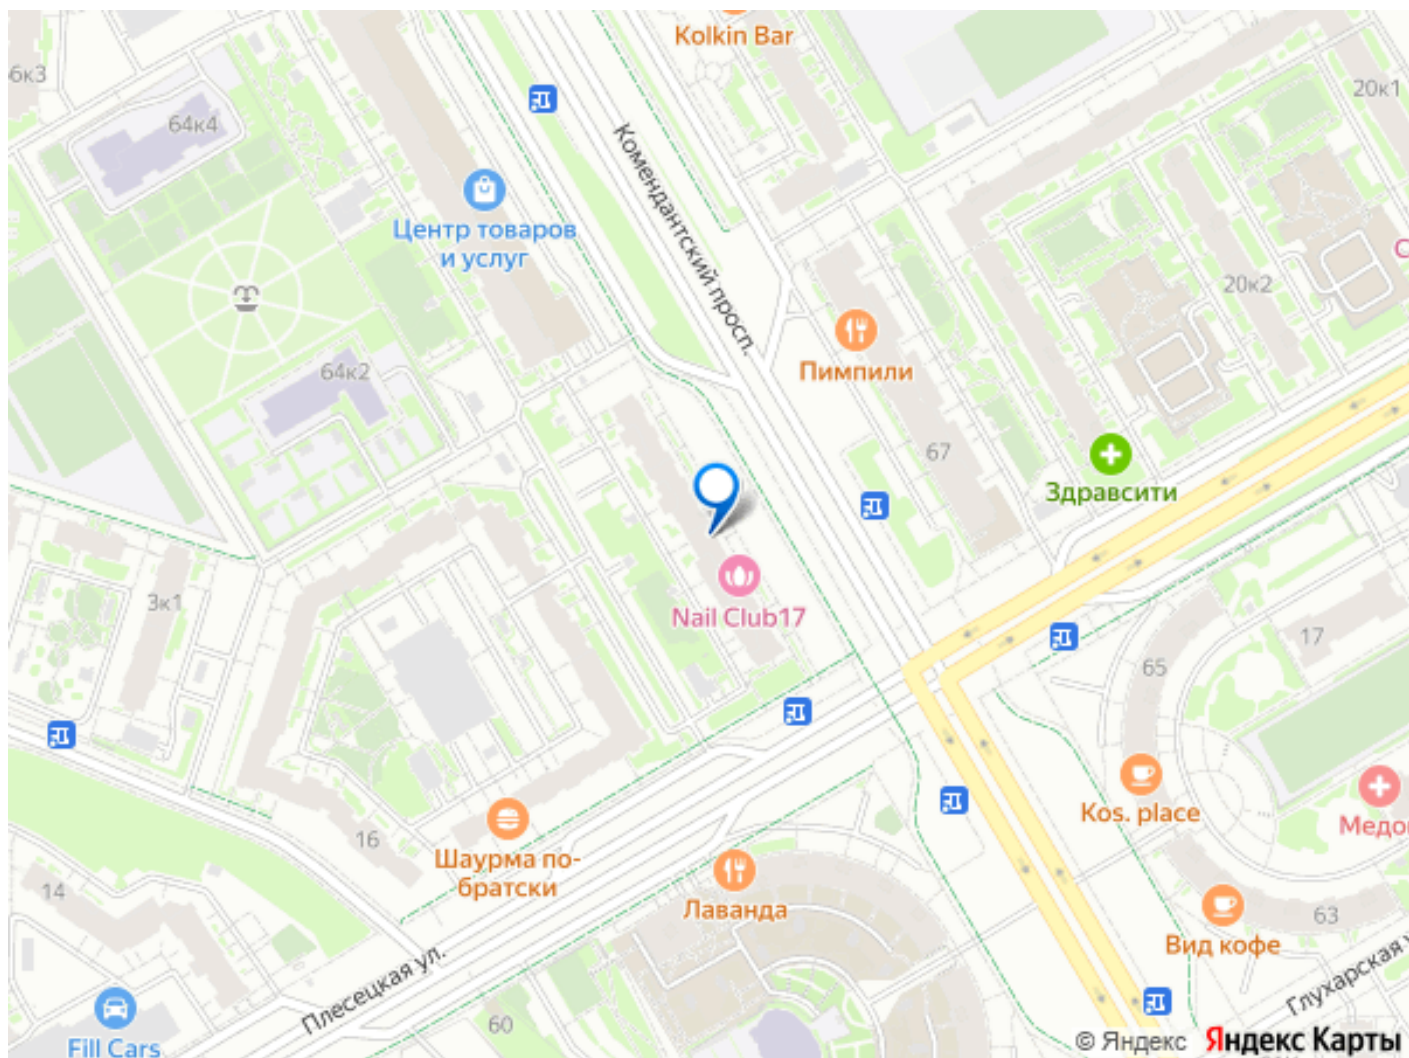 Kolkin Bar
6к3
20к1
64к4
Комендантский просп.
Центр товаров
и услуг
20к2
С
64к2
Пимпили
67
Здравсити
3к1
Nail Club17
17
65
Kos. place
Медо
16
Шаурма по-
братски
14
Лаванда
63
Вид кофе
Плесецкая ул.
Глухарская у
60
Fill Cars
© Яндекс Яндекс Карты